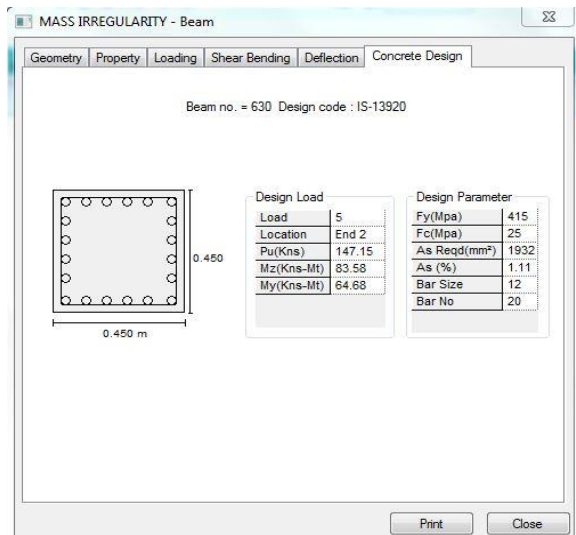 MASS IRREGULARITY - Beam
Geometry Property Loading Shear Bending Deflection Concrete Design
Beam no. = 630 Design code : IS-13920
0.450
0.450 m
Design Load
Load 5
Location End 2
Pu(Kns) 147.15
Mz(Kns-Mt) 83.58
My(Kns-Mt) 64.68
Design Parameter
Fy(Mpa) 415
Fc(Mpa) 25
As Reqd(mm²) 1932
As (%) 1.11
Bar Size 12
Bar No 20
Print Close